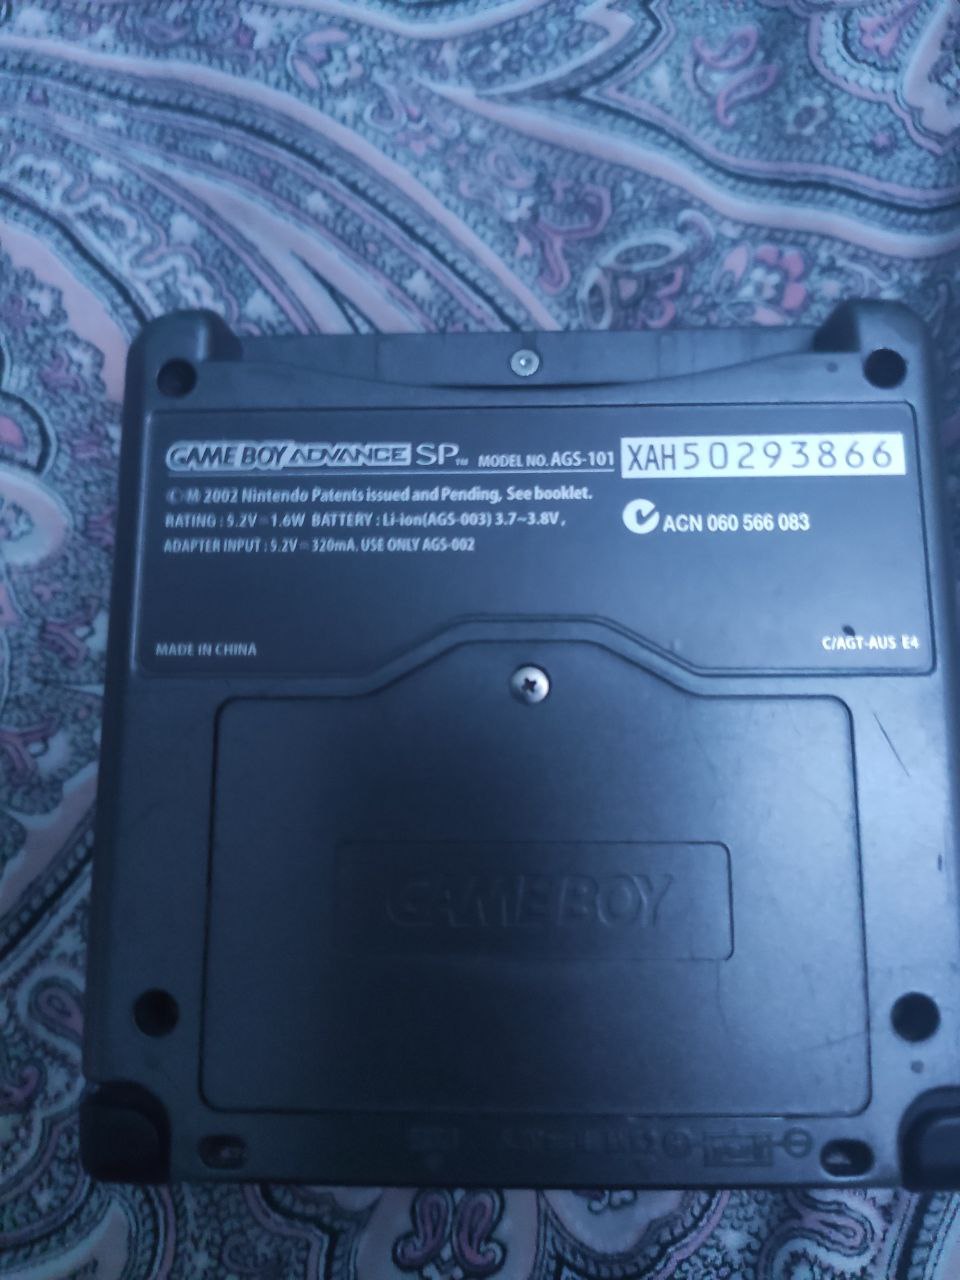 GAME BOY ADVANCE SP™ MODEL NO. AGS-101 XAH50293866
© M 2002 Nintendo Patents issued and Pending, See booklet.
RATING : 5.2V⎓1.6W BATTERY : Li-ion(AGS-003) 3.7~3.8V,
ADAPTER INPUT : 5.2V⎓320mA. USE ONLY AGS-002
ACN 060 566 083
MADE IN CHINA
C/AGT-AUS E4
GAME BOY